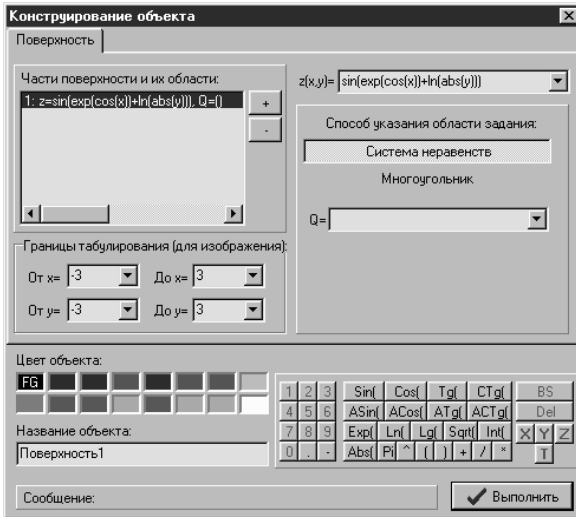 Конструирование объекта
Поверхность
Части поверхности и их области:
1: z=sin(exp(cos(x))+ln(abs(y))), Q=()
+
-
z(x,y)= sin(exp(cos(x))+ln(abs(y)))
Способ указания области задания:
Система неравенств
Многоугольник
Q=
Границы табулирования (для изображения):
От x= -3 До x= 3
От y= -3 До y= 3
Цвет объекта:
FG
Название объекта:
Поверхность1
1 2 3 Sin( Cos( Tg( CTg( BS
4 5 6 ASin( ACos( ATg( ACTg( Del
7 8 9 Exp( Ln( Lg( Sqrt( Int( X Y Z
0 . - Abs( Pi ^ ( ) + / * T
Сообщение:
Выполнить